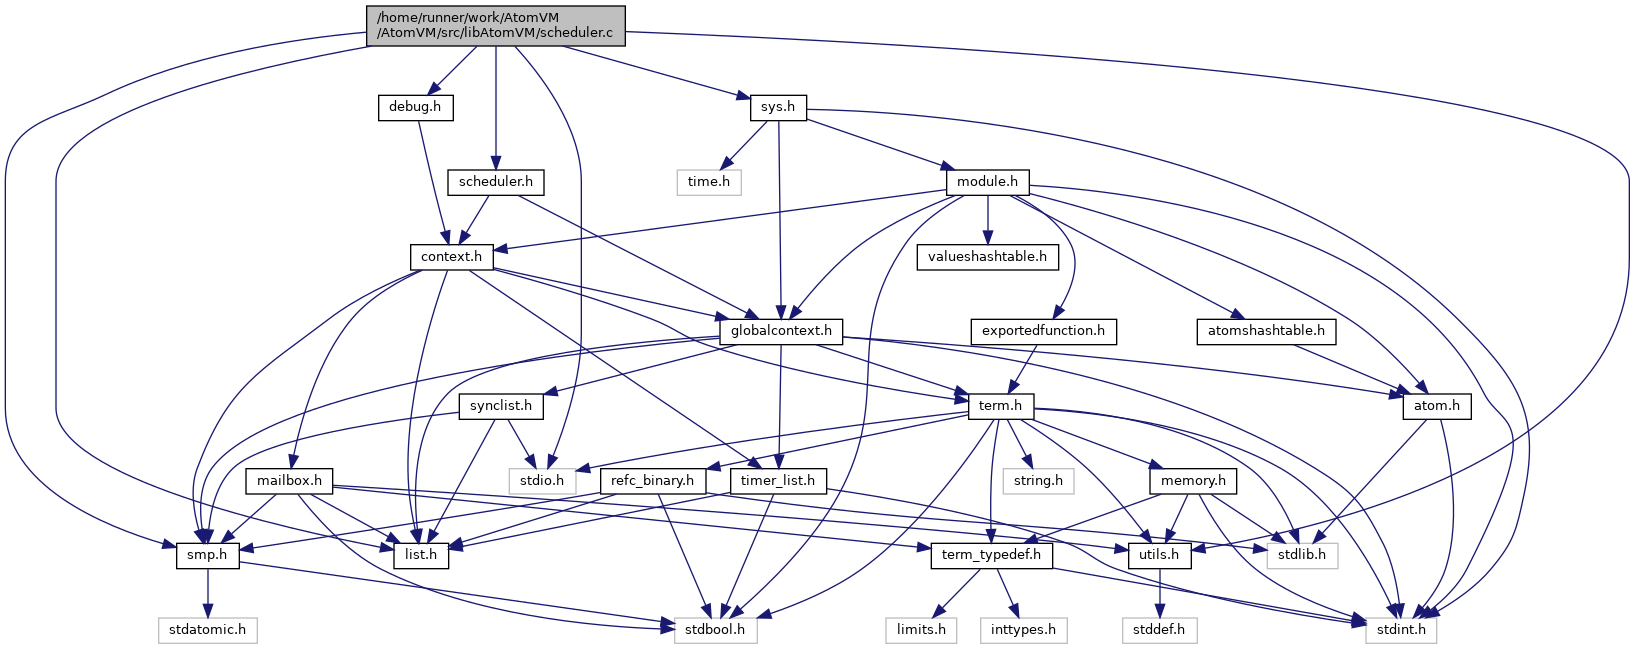 /home/runner/work/AtomVM
/AtomVM/src/libAtomVM/scheduler.c
debug.h
sys.h
scheduler.h
time.h
module.h
context.h
valueshashtable.h
globalcontext.h
exportedfunction.h
atomshashtable.h
synclist.h
term.h
atom.h
mailbox.h
stdio.h
refc_binary.h
timer_list.h
string.h
memory.h
smp.h
list.h
term_typedef.h
utils.h
stdlib.h
stdatomic.h
stdbool.h
limits.h
inttypes.h
stddef.h
stdint.h